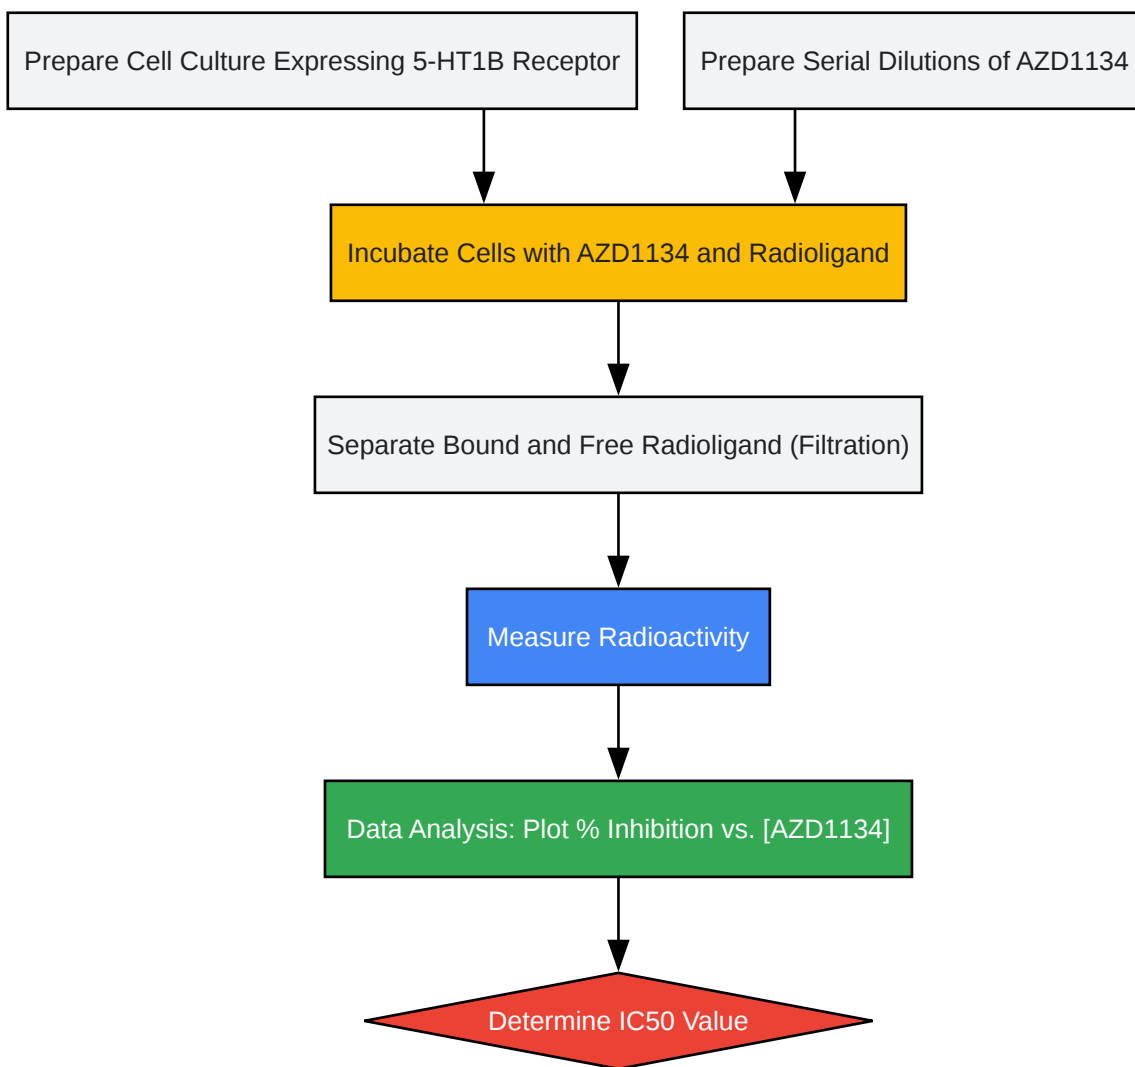 Prepare Cell Culture Expressing 5-HT1B Receptor
Prepare Serial Dilutions of AZD1134
Incubate Cells with AZD1134 and Radioligand
Separate Bound and Free Radioligand (Filtration)
Measure Radioactivity
Data Analysis: Plot % Inhibition vs. [AZD1134]
Determine IC50 Value